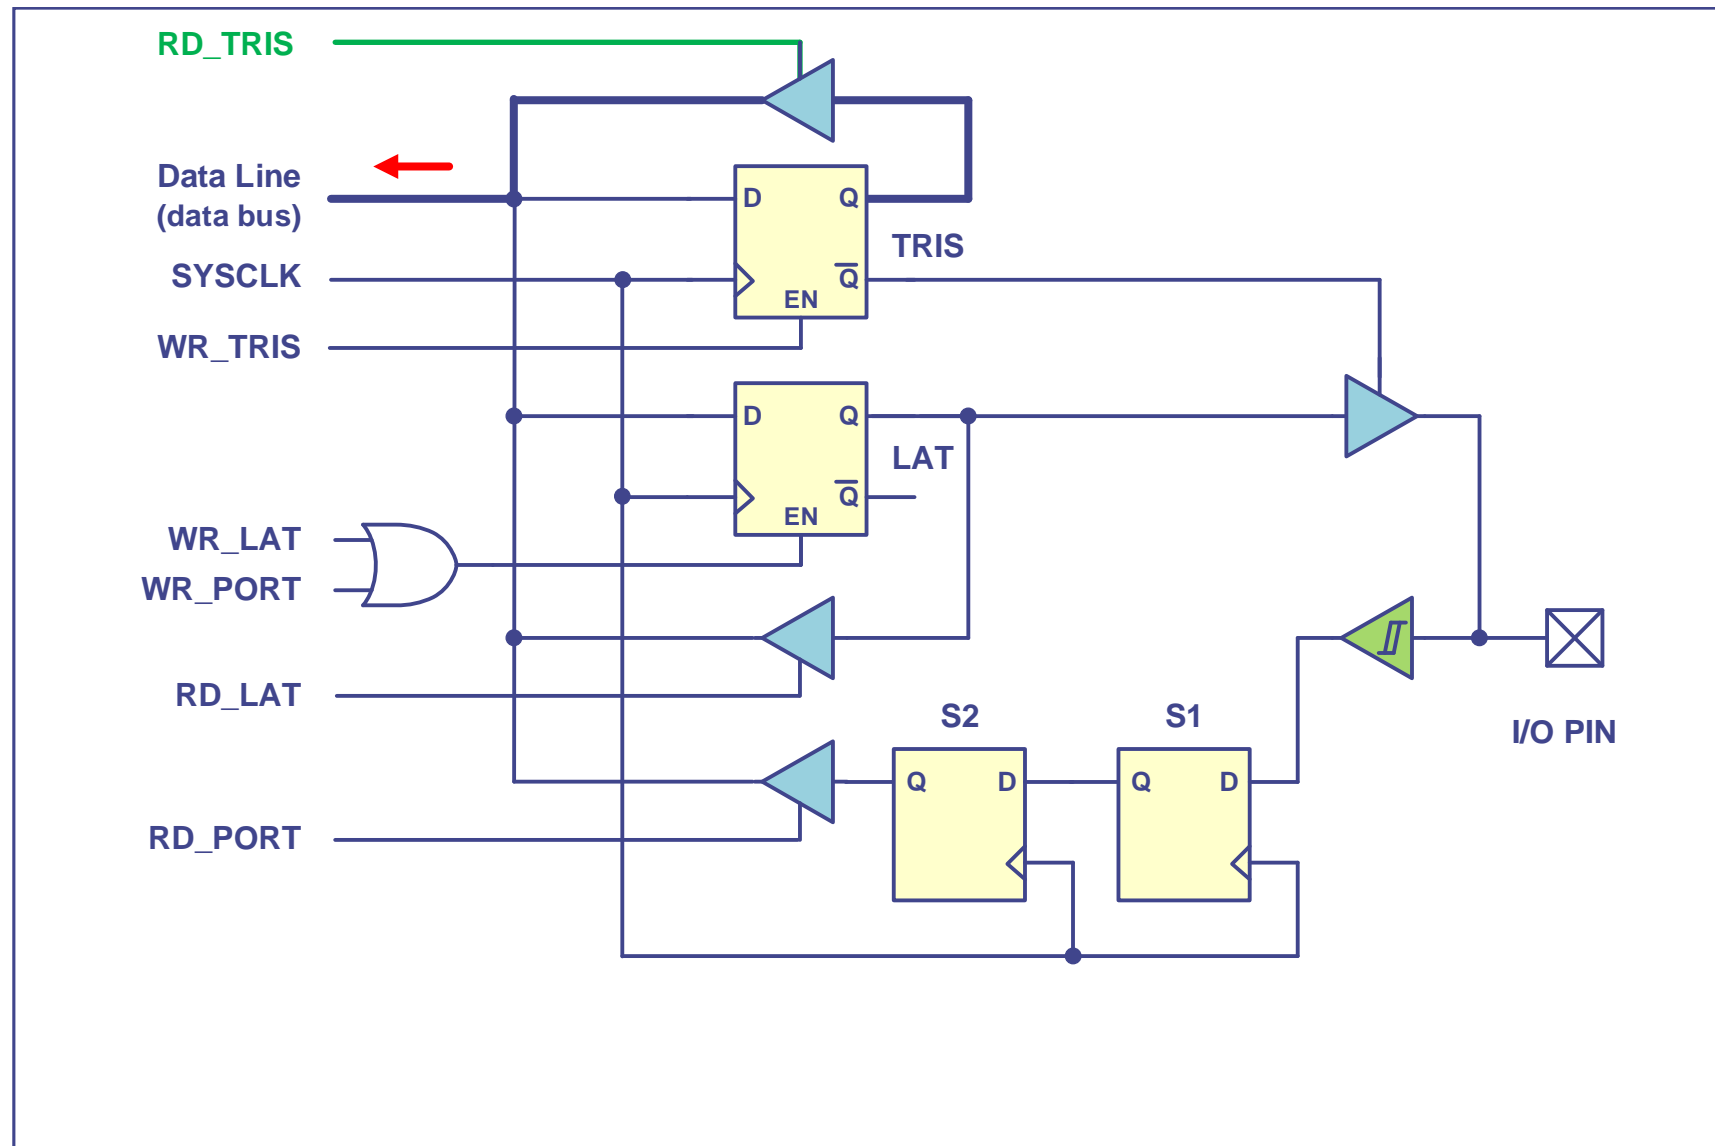 RD_TRIS
Data Line
(data bus)
D
Q
TRIS
SYSCLK
Q
EN
WR_TRIS
D
Q
LAT
Q
EN
WR_LAT
WR_PORT
RD_LAT
S2
S1
I/O PIN
Q
D
Q
D
RD_PORT